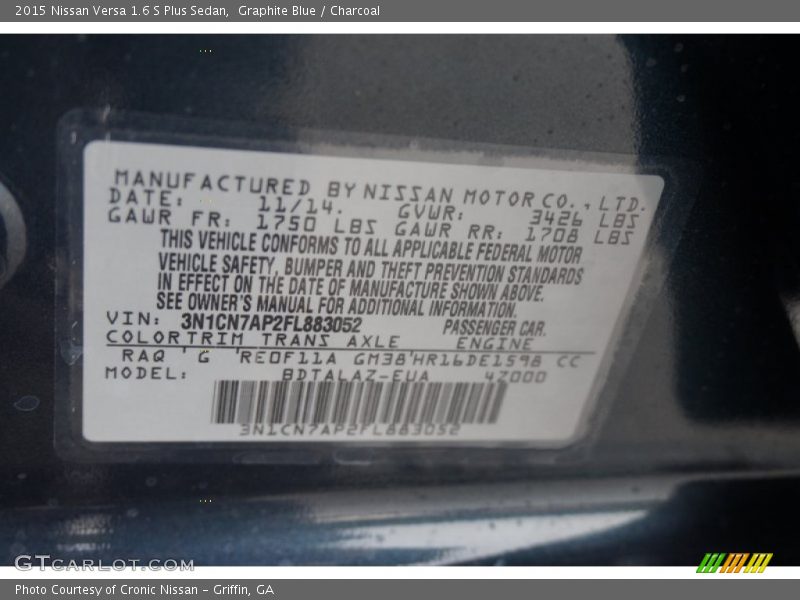 2015 Nissan Versa 1.6 S Plus Sedan,  Graphite Blue / Charcoal
MANUFACTURED BY NISSAN MOTOR CO., LTD.
DATE: 11/14. GVWR: 3426 LBS
GAWR FR: 1750 LBS GAWR RR: 1708 LBS
THIS VEHICLE CONFORMS TO ALL APPLICABLE FEDERAL MOTOR
VEHICLE SAFETY, BUMPER AND THEFT PREVENTION STANDARDS
IN EFFECT ON THE DATE OF MANUFACTURE SHOWN ABOVE.
SEE OWNER'S MANUAL FOR ADDITIONAL INFORMATION.
VIN: 3N1CN7AP2FL883052 PASSENGER CAR.
COLOR TRIM TRANS AXLE ENGINE
RAQ 'G 'RE0F11A GM38'HR16DE1598 CC
MODEL: BDTALAZ-EUA 4Z000
3N1CN7AP2FL883052
GTCARLOT.COM
Photo Courtesy of Cronic Nissan – Griffin, GA